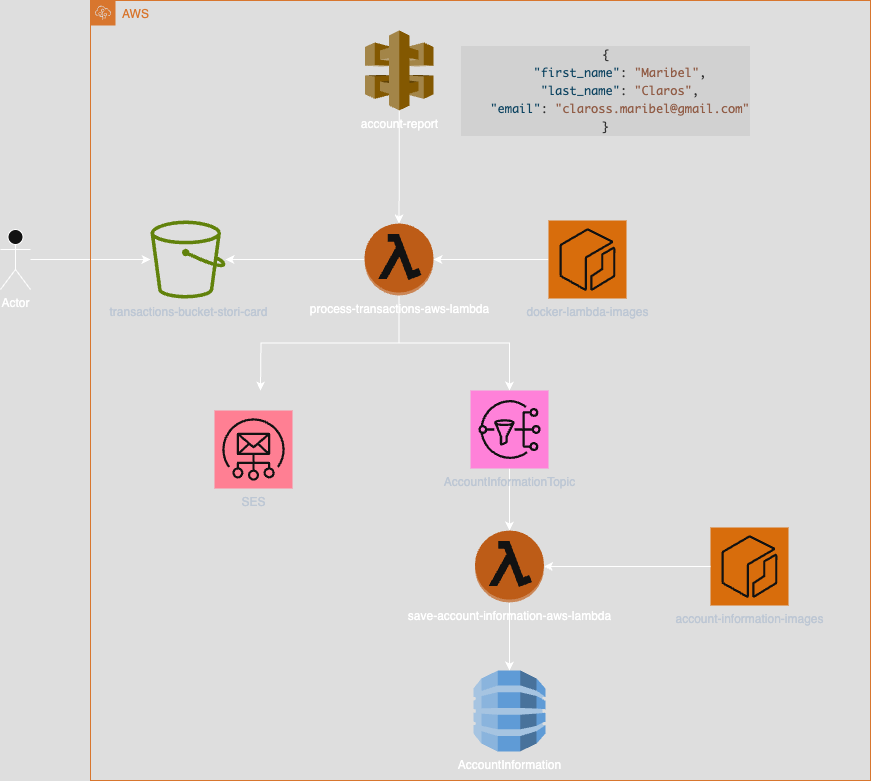 AWS
{
"first_name": "Maribel",
"last_name": "Claros",
"email": "claross.maribel@gmail.com"
}
account-report
Actor
transactions-bucket-stori-card
process-transactions-aws-lambda
docker-lambda-images
SES
AccountInformationTopic
save-account-information-aws-lambda
account-information-images
AccountInformation